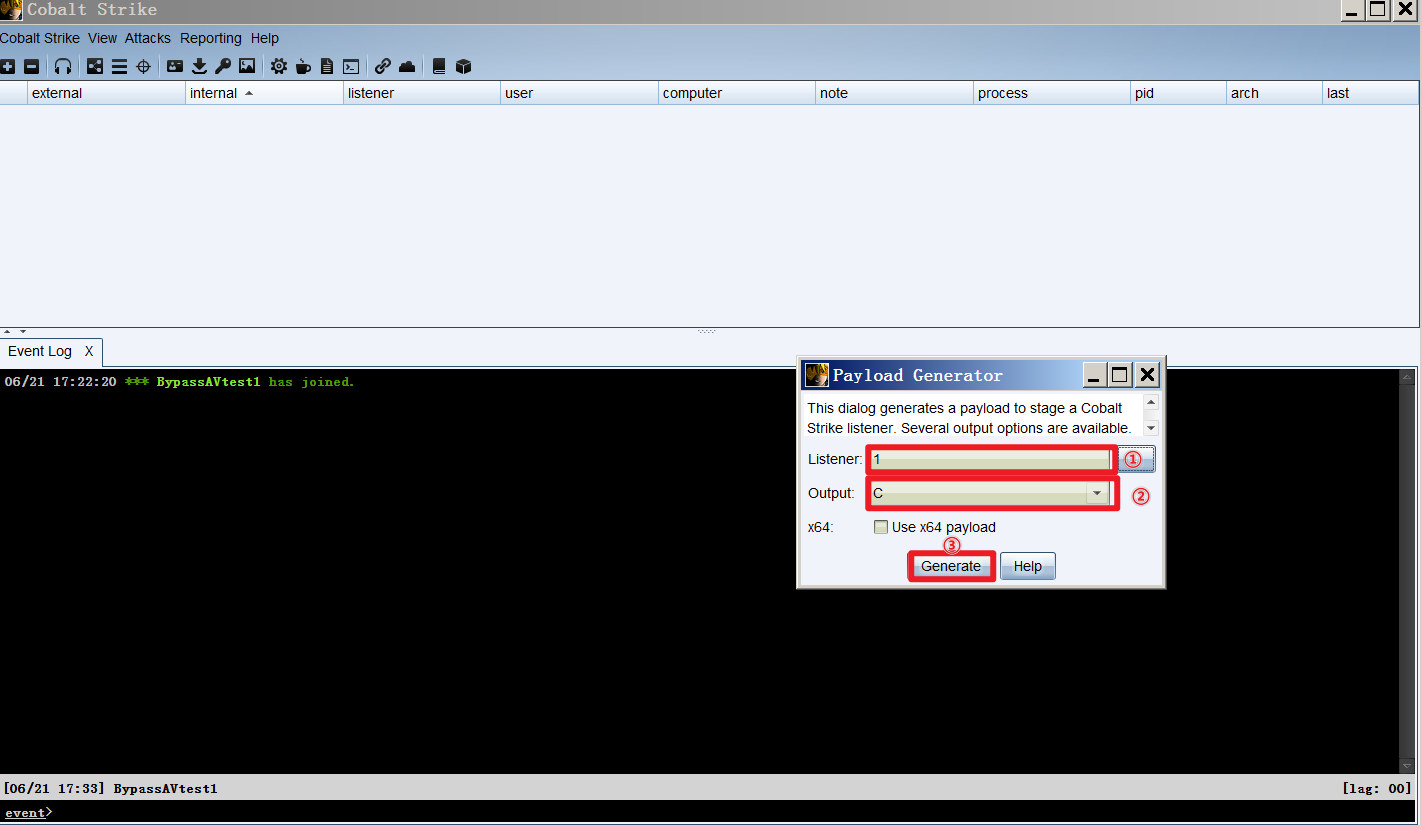 Cobalt Strike
Cobalt Strike View Attacks Reporting Help
external internal listener user computer note process pid arch last
Event Log X
06/21 17:22:20 *** BypassAVtest1 has joined.
Payload Generator
This dialog generates a payload to stage a Cobalt
Strike listener. Several output options are available.
Listener: 1 ①
Output: C ②
x64: Use x64 payload
③
Generate Help
[06/21 17:33] BypassAVtest1 [lag: 00]
event>